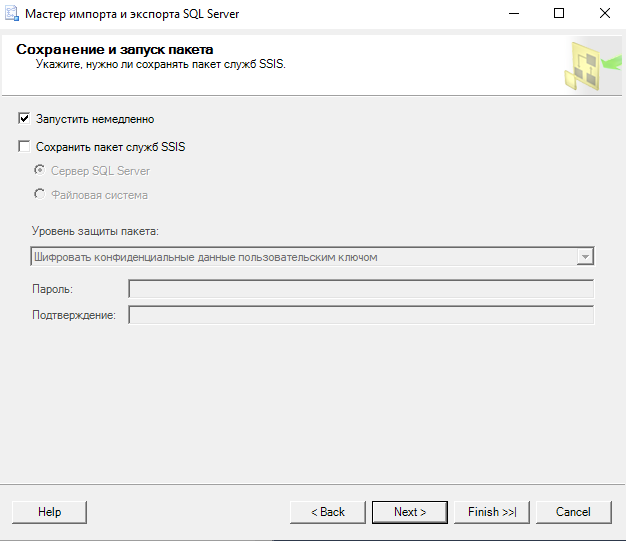 Мастер импорта и экспорта SQL Server
Сохранение и запуск пакета
Укажите, нужно ли сохранять пакет служб SSIS.
Запустить немедленно
Сохранить пакет служб SSIS
Сервер SQL Server
Файловая система
Уровень защиты пакета:
Шифровать конфиденциальные данные пользовательским ключом
Пароль:
Подтверждение:
Help
< Back
Next >
Finish >>|
Cancel